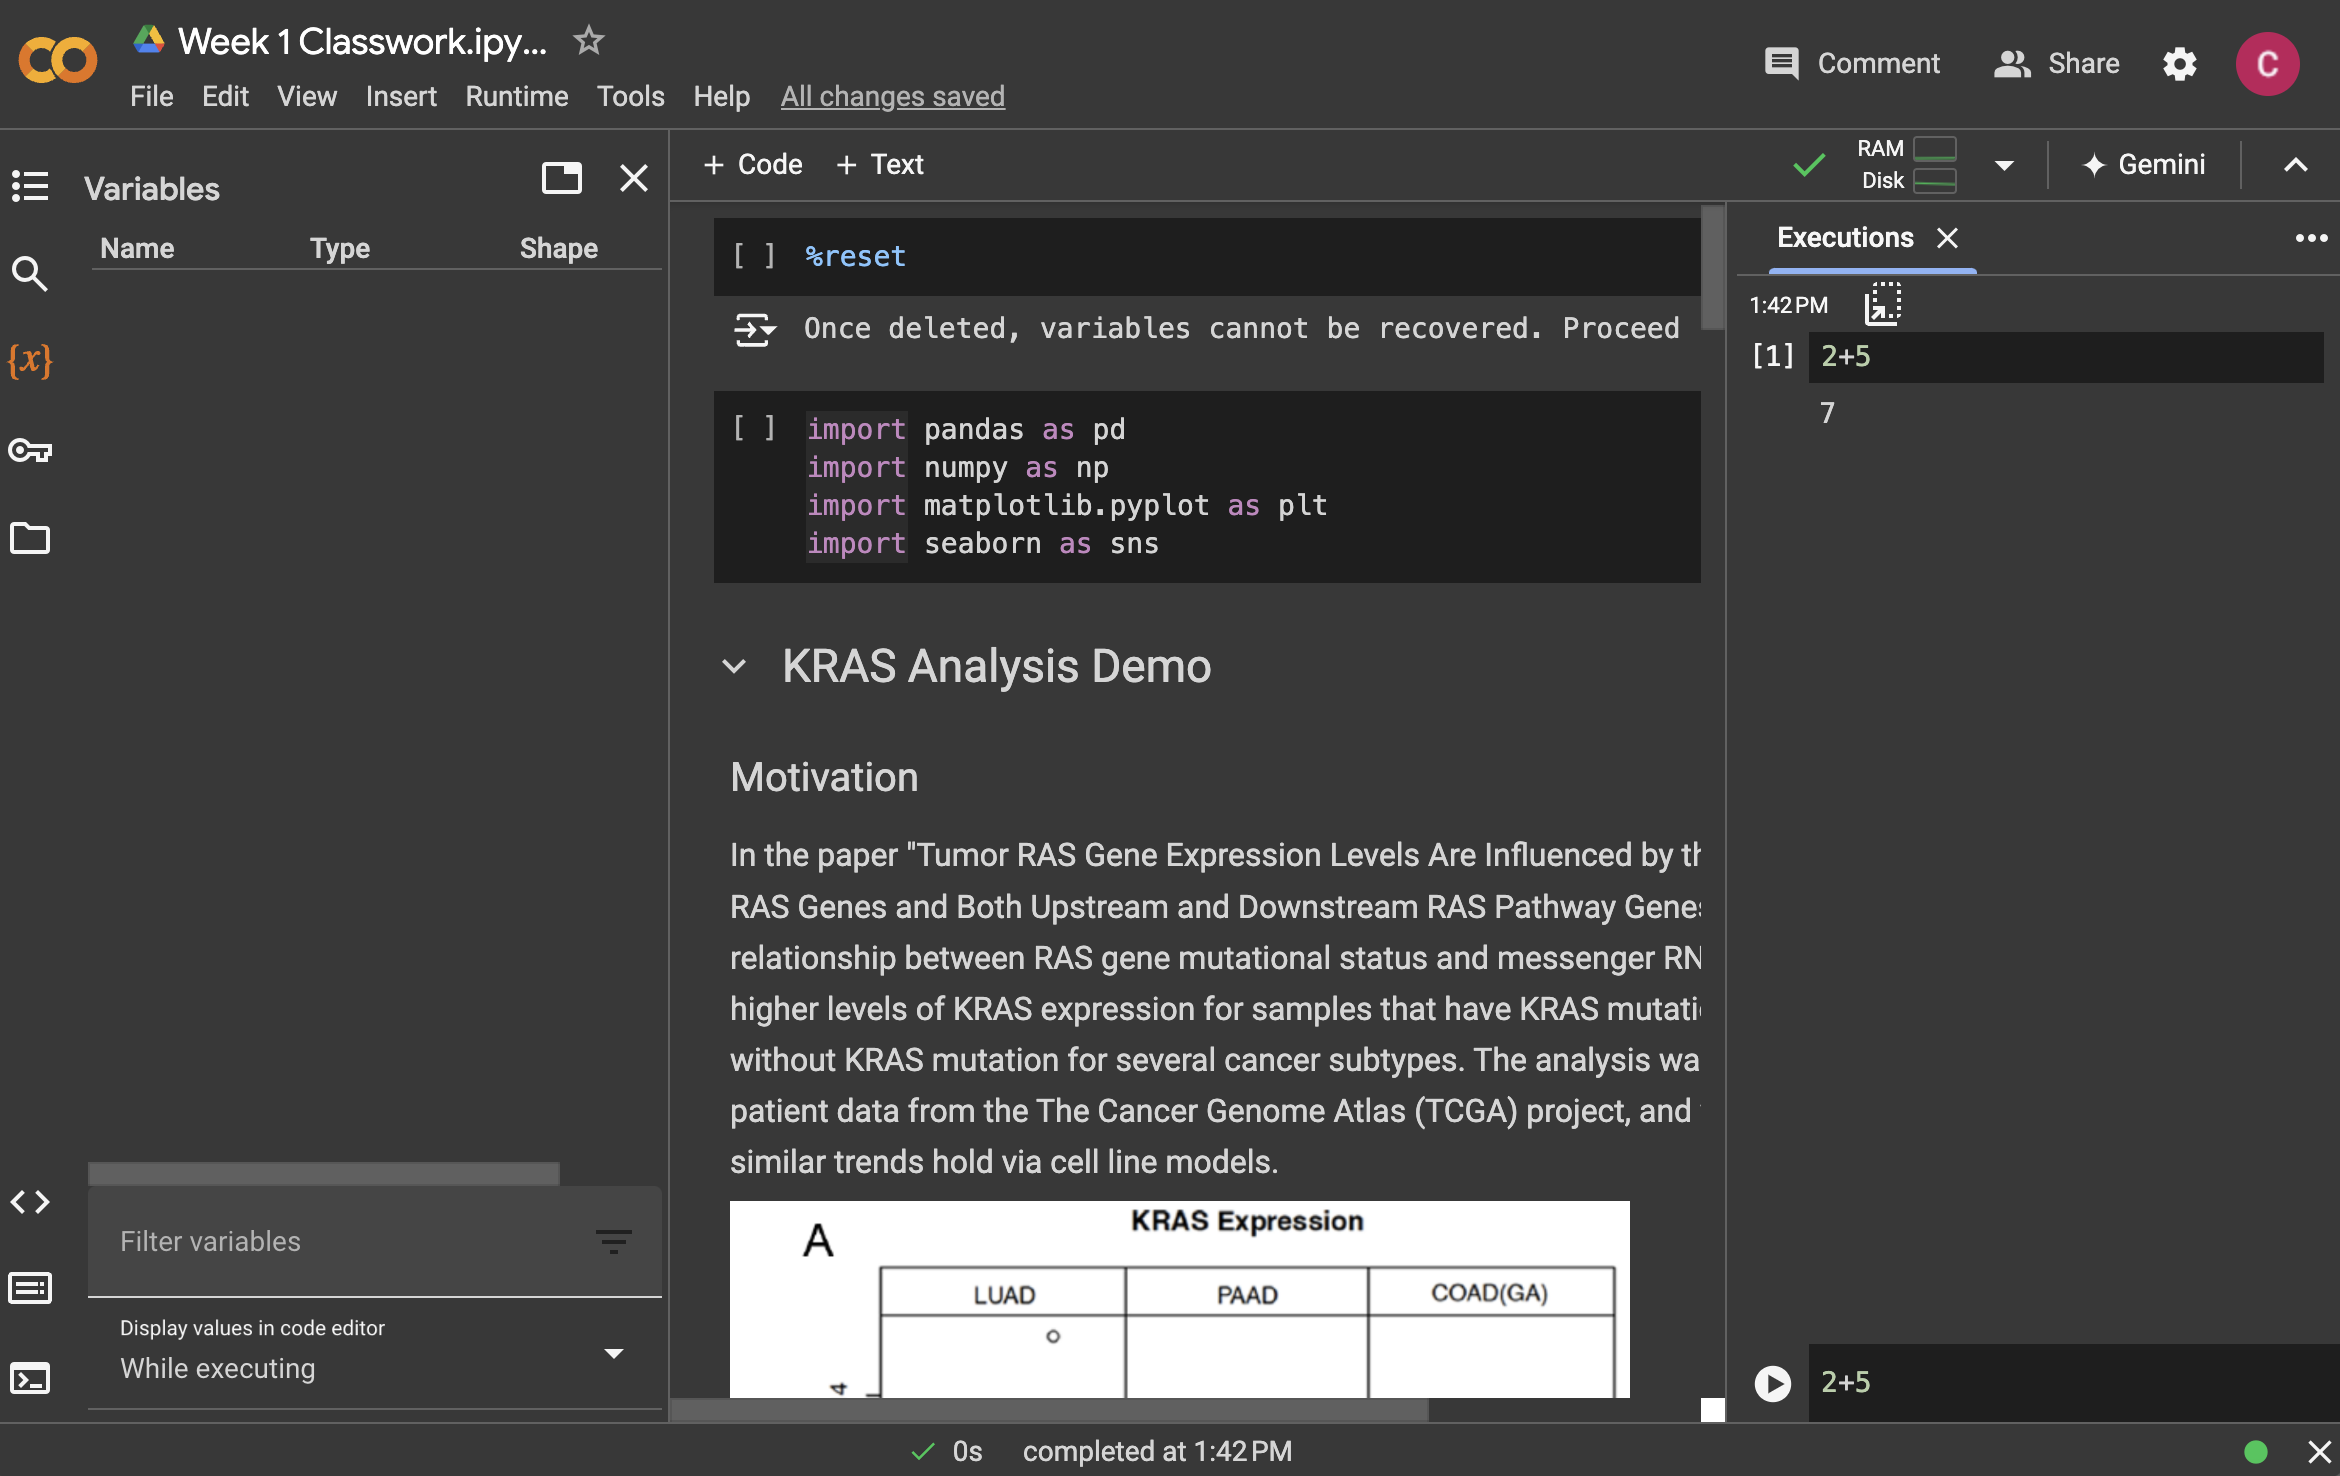 Week 1 Classwork.ipy...
File Edit View Insert Runtime Tools Help All changes saved
Comment Share C
Variables
Name Type Shape
+ Code + Text
RAM
Disk
Gemini
[ ] %reset
Once deleted, variables cannot be recovered. Proceed
[ ] import pandas as pd
import numpy as np
import matplotlib.pyplot as plt
import seaborn as sns
KRAS Analysis Demo
Motivation
In the paper "Tumor RAS Gene Expression Levels Are Influenced by th
RAS Genes and Both Upstream and Downstream RAS Pathway Genes
relationship between RAS gene mutational status and messenger RN
higher levels of KRAS expression for samples that have KRAS mutati
without KRAS mutation for several cancer subtypes. The analysis wa
patient data from the The Cancer Genome Atlas (TCGA) project, and
similar trends hold via cell line models.
A
KRAS Expression
LUAD PAAD COAD(GA)
4
Executions
1:42 PM
[1] 2+5
7
2+5
{x}
Filter variables
Display values in code editor
While executing
0s completed at 1:42 PM